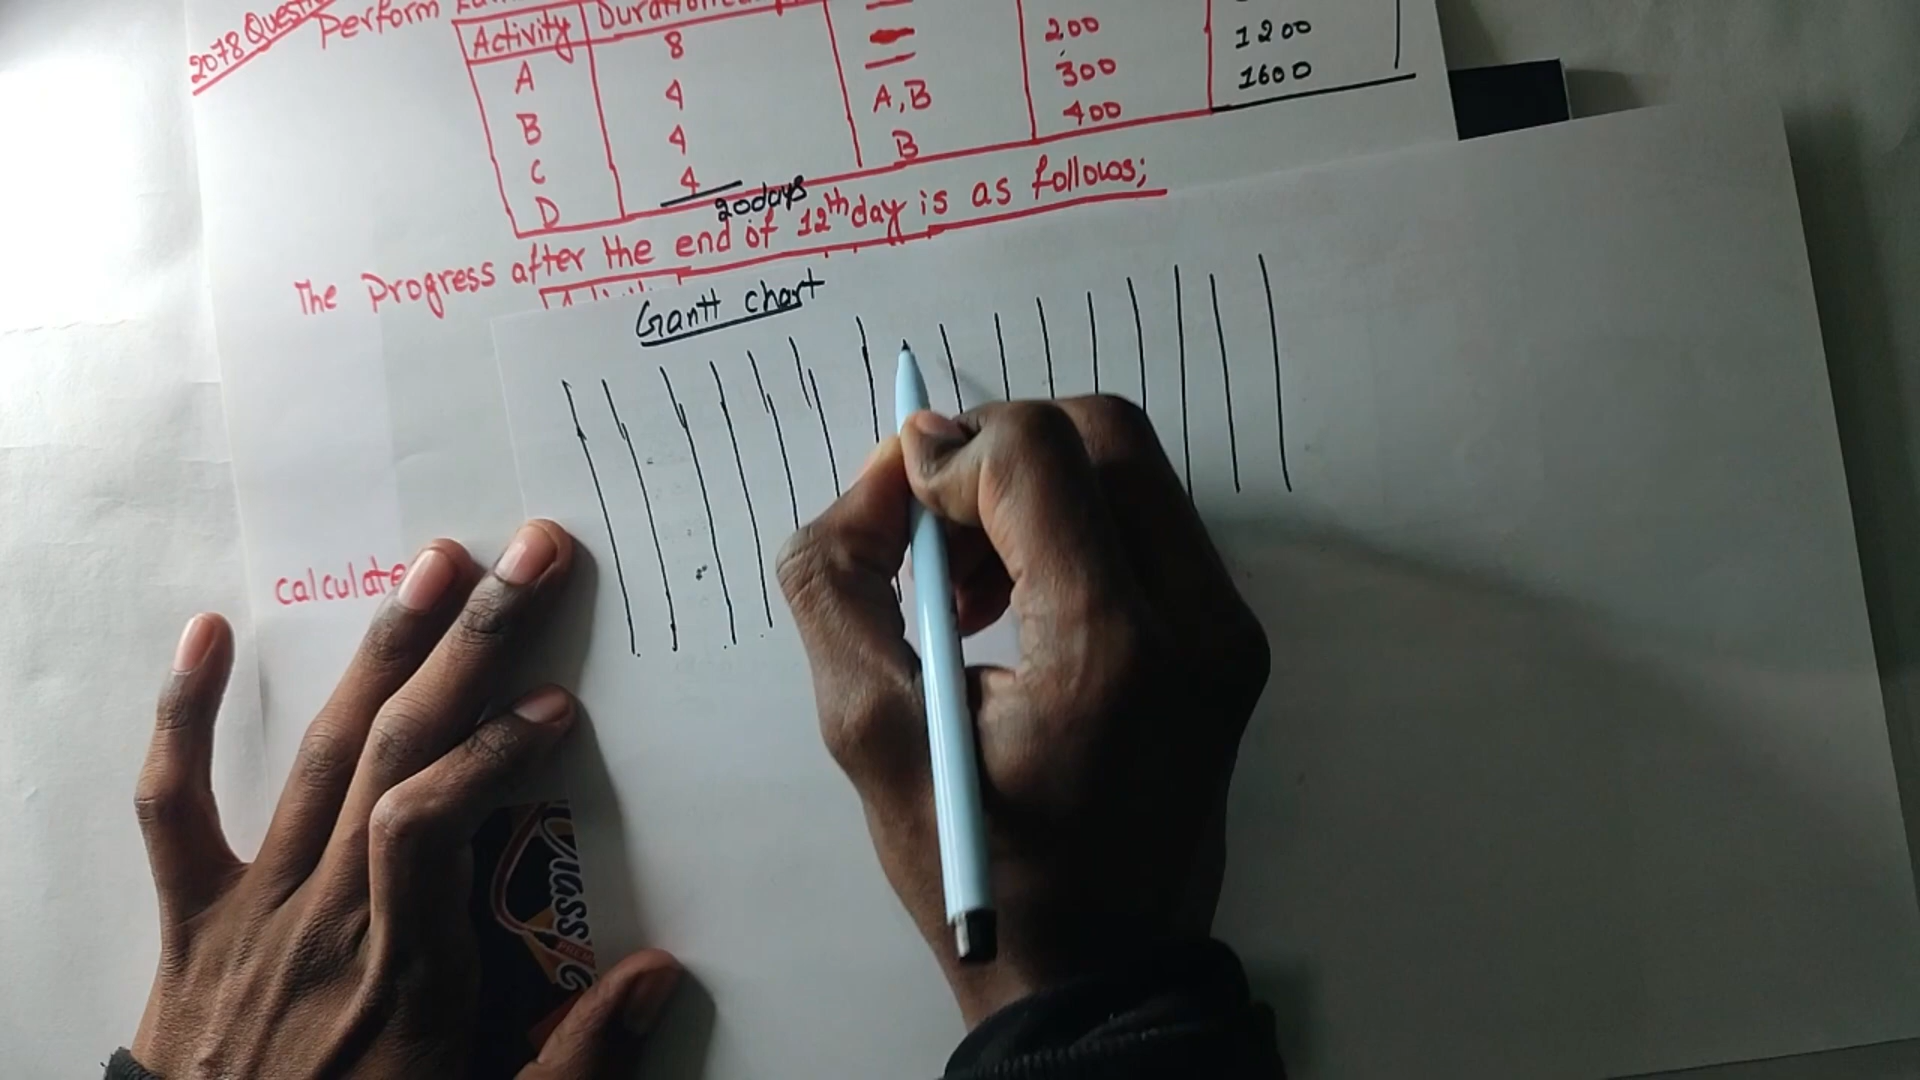 2078 Questi
Perform
Activity Duration
A 8 — 200
B 4 — 300 1200
C 4 A,B 400 1600
D 4 B
20days
The Progress after the end of 12th day is as follows;
Gantt chart
calculate